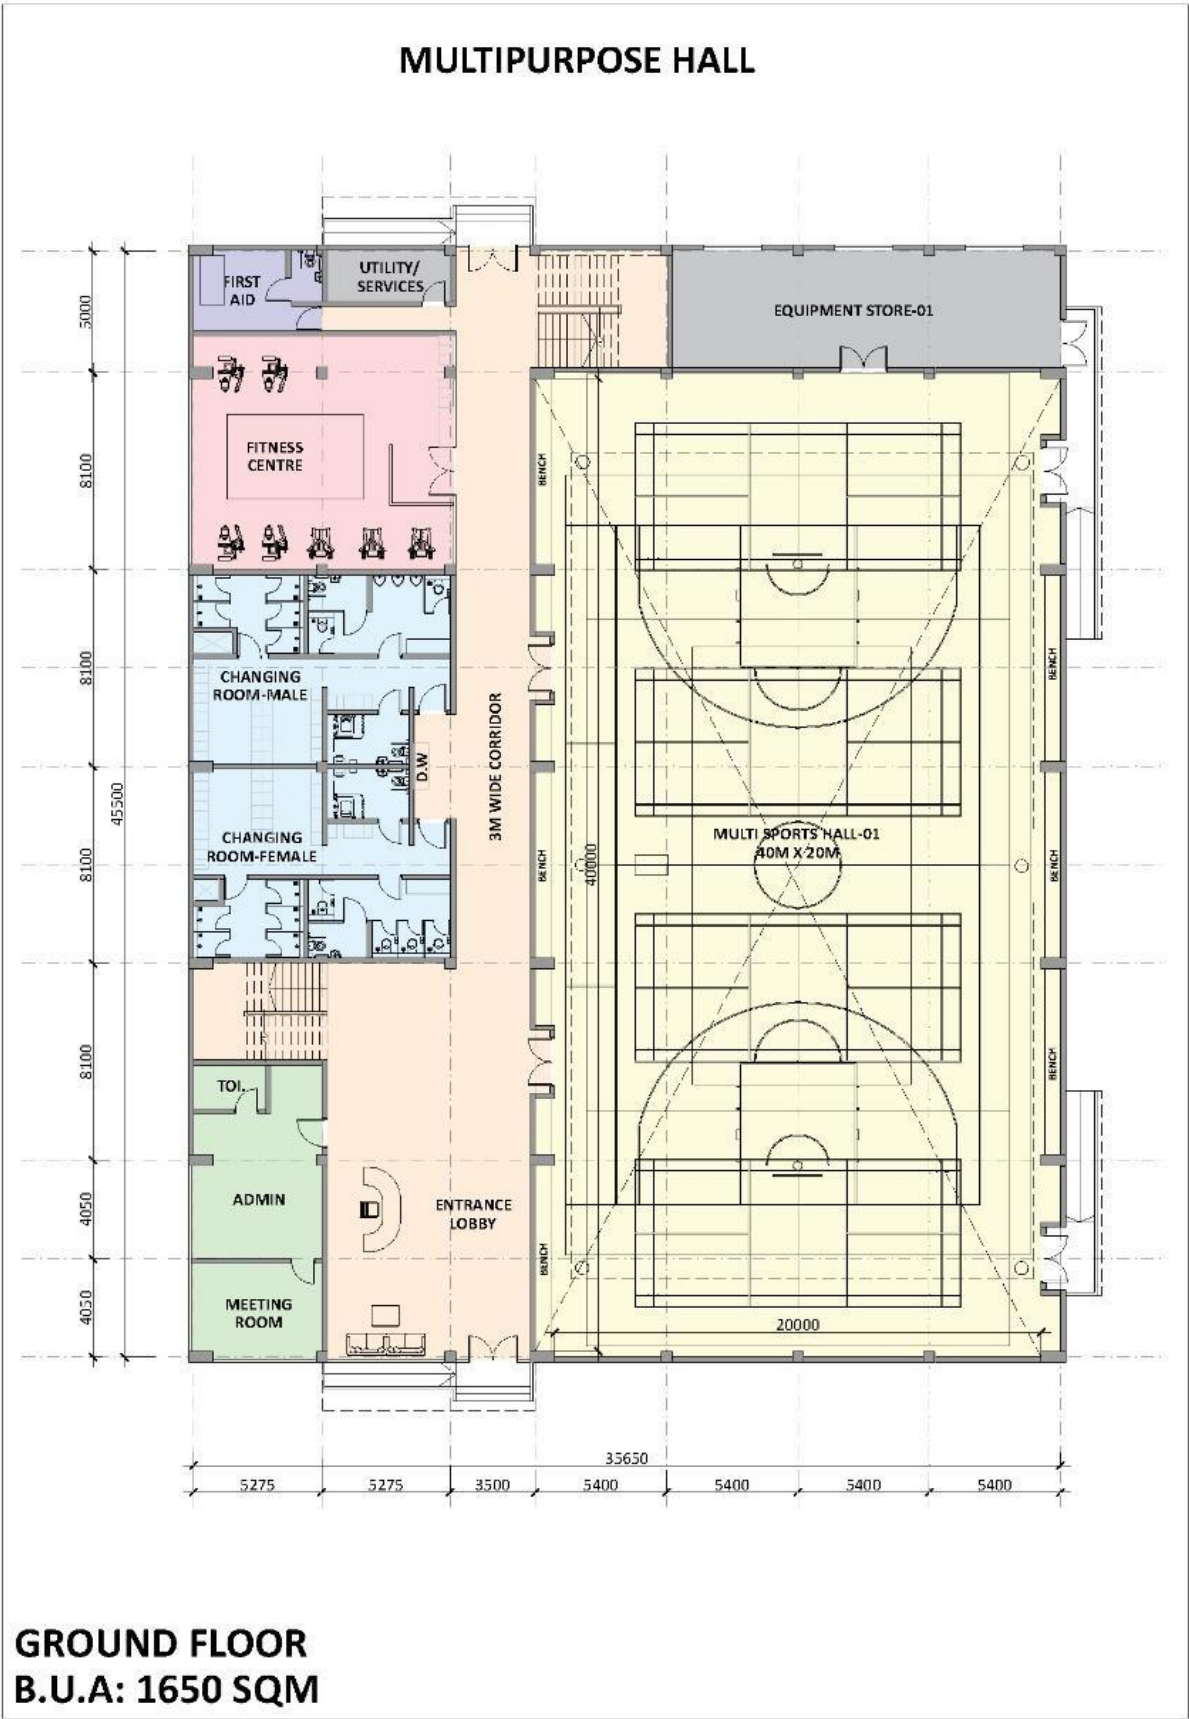 MULTIPURPOSE HALL
FIRST
AID
UTILITY/
SERVICES
EQUIPMENT STORE-01
5000
FITNESS
CENTRE
BENCH
8100
CHANGING
ROOM-MALE
8100
BENCH
D.W
3M WIDE CORRIDOR
45500
CHANGING
ROOM-FEMALE
MULTI SPORTS HALL-01
40M X 20M
8100
BENCH
40000
BENCH
8100
TOI.
BENCH
ADMIN
4050
ENTRANCE
LOBBY
BENCH
MEETING
ROOM
4050
20000
35650
5275
5275
3500
5400
5400
5400
5400
GROUND FLOOR
B.U.A: 1650 SQM